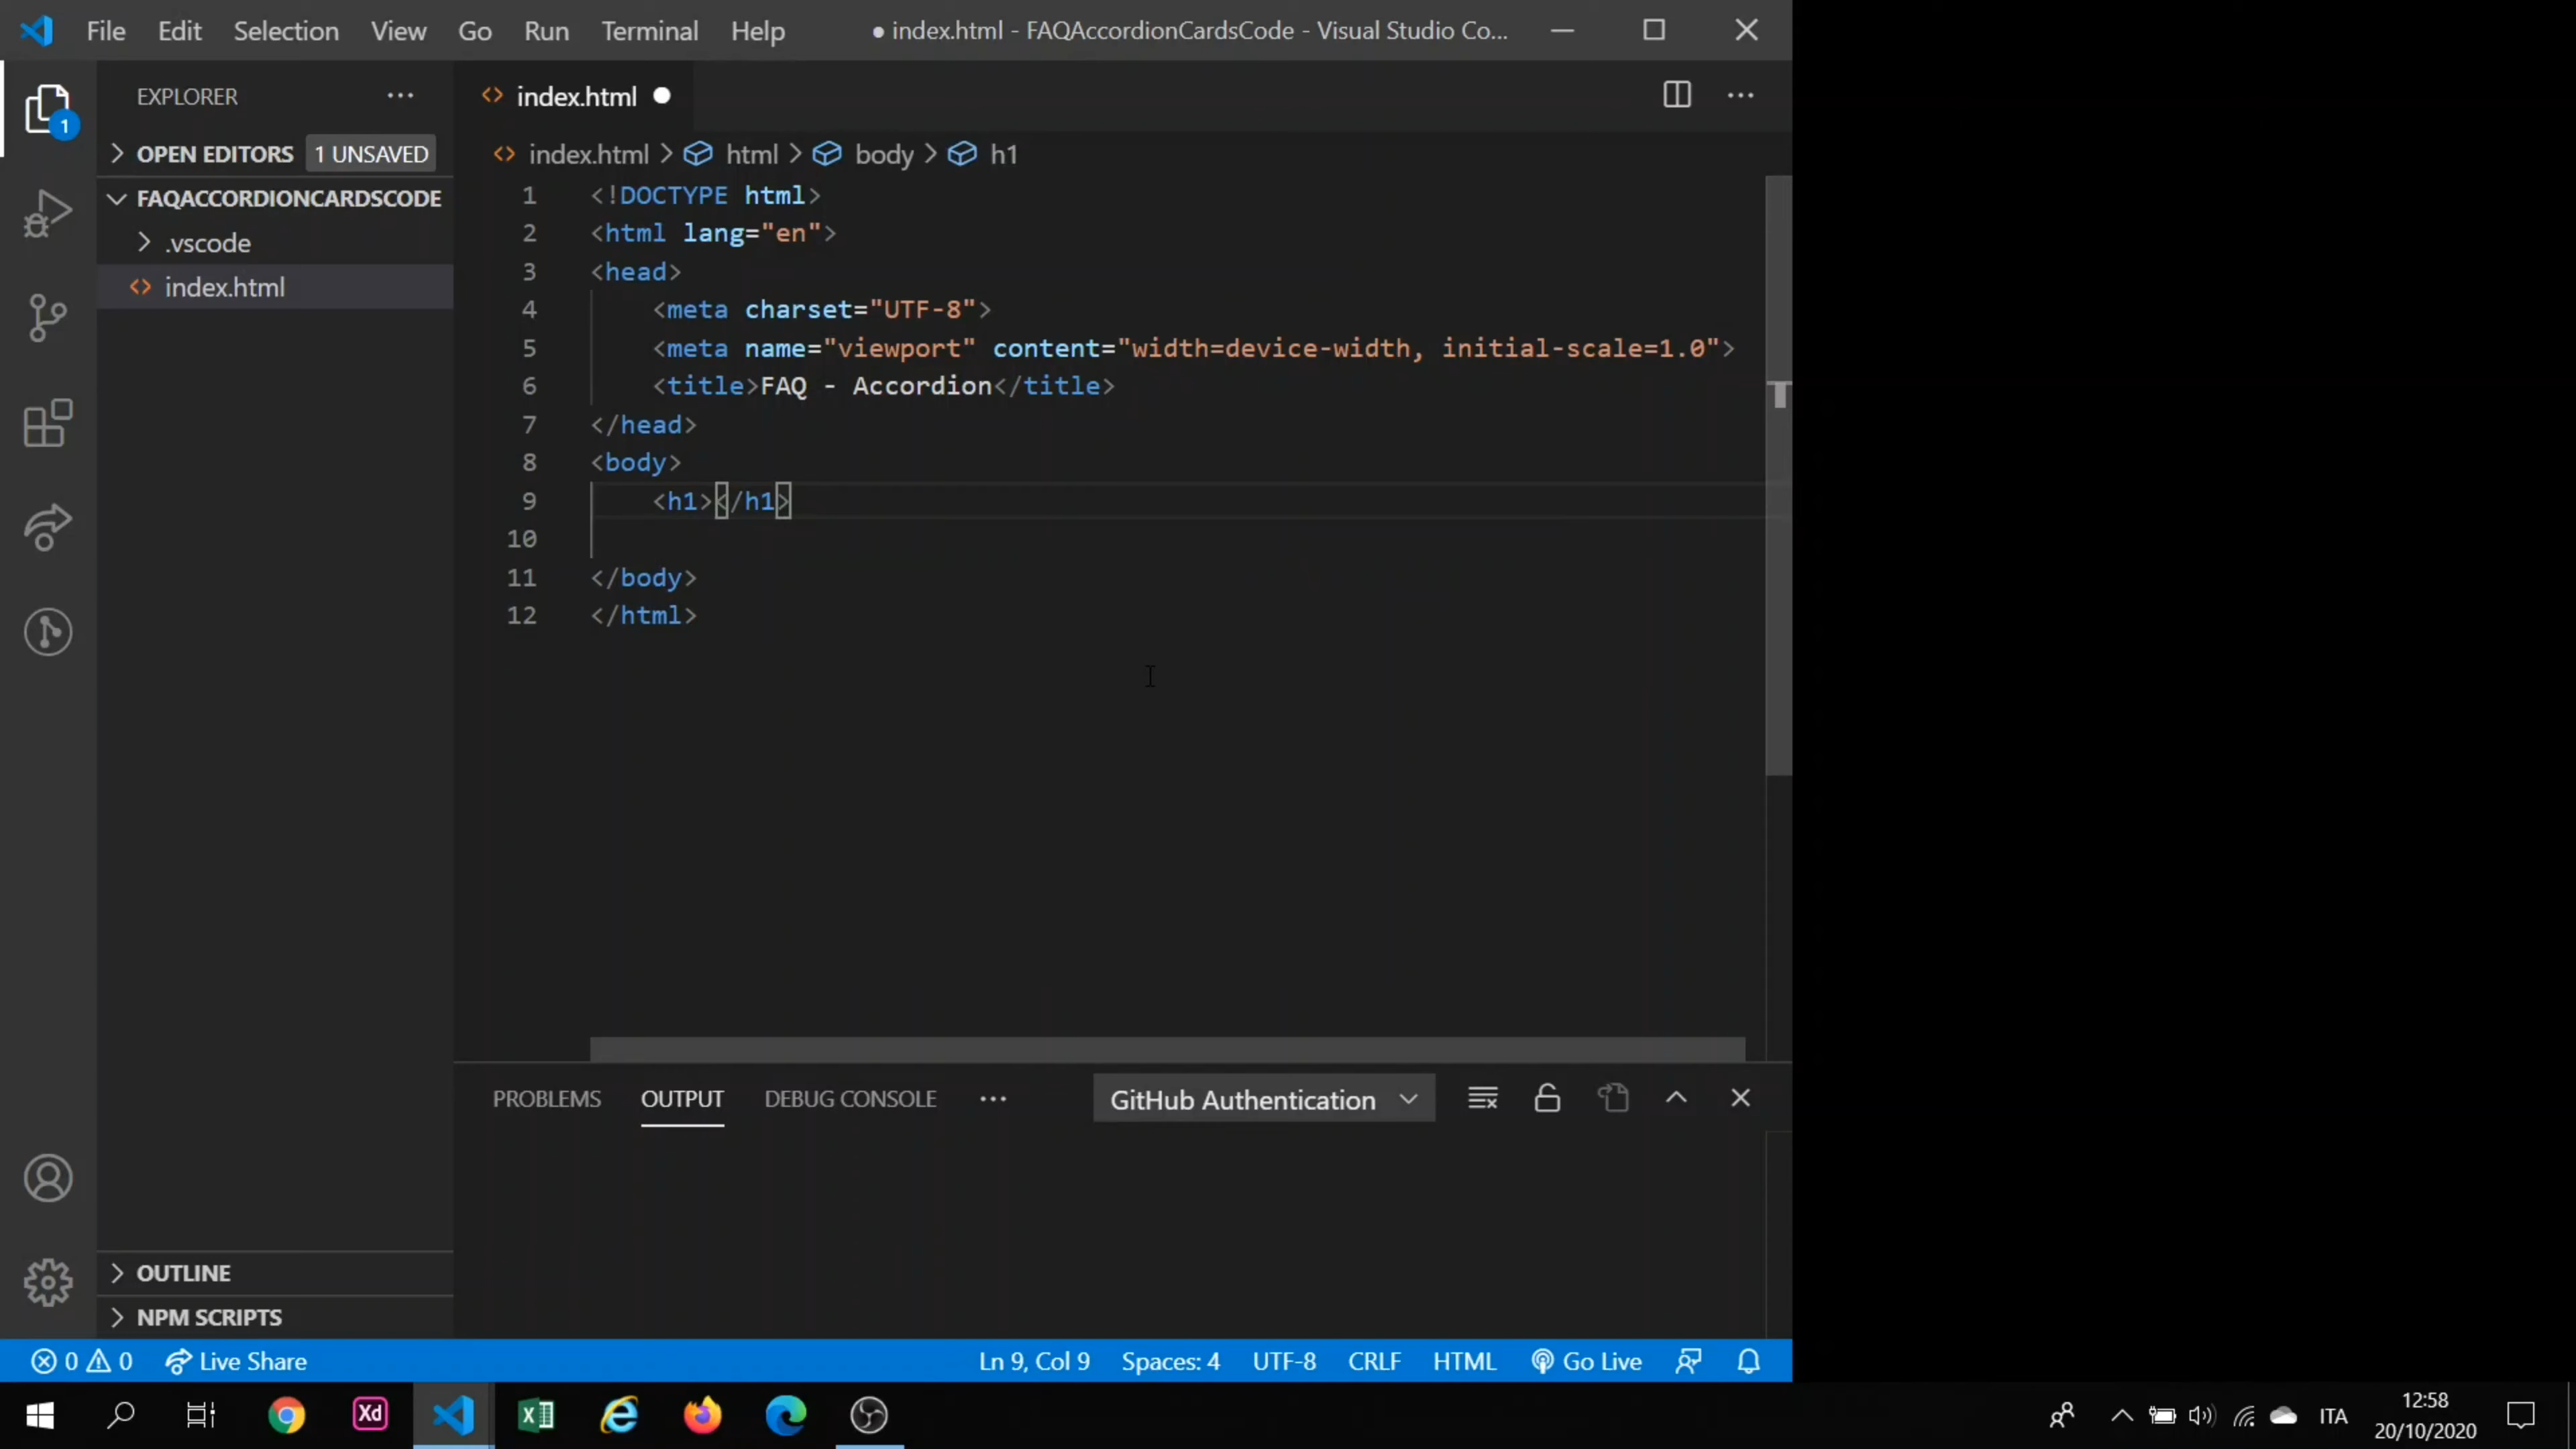 File Edit Selection View Go Run Terminal Help ● index.html - FAQAccordionCardsCode - Visual Studio Co...
EXPLORER ···
1
OPEN EDITORS 1 UNSAVED
FAQACCORDIONCARDSCODE
.vscode
<> index.html
<> index.html ●
<> index.html > html > body > h1
1 <!DOCTYPE html>
2 <html lang="en">
3 <head>
4     <meta charset="UTF-8">
5     <meta name="viewport" content="width=device-width, initial-scale=1.0">
6     <title>FAQ - Accordion</title>
7 </head>
8 <body>
9     <h1></h1>
10
11 </body>
12 </html>
PROBLEMS OUTPUT DEBUG CONSOLE ··· GitHub Authentication
OUTLINE
NPM SCRIPTS
0 0 Live Share Ln 9, Col 9 Spaces: 4 UTF-8 CRLF HTML Go Live
Xd ITA 12:58
20/10/2020